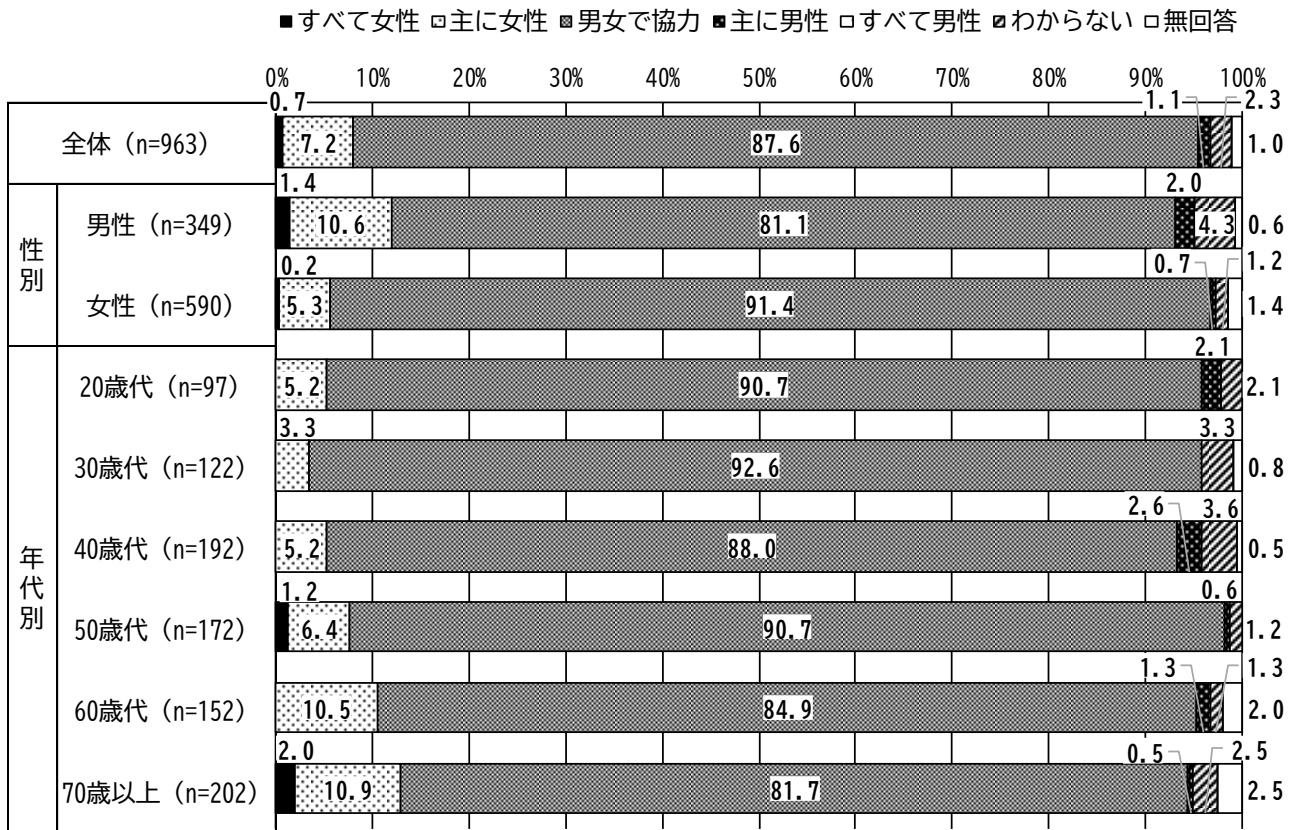 ■すべて女性 □主に女性 ▩男女で協力 ■主に男性 □すべて男性 ▨わからない □無回答
0% 10% 20% 30% 40% 50% 60% 70% 80% 90% 100%
0.7 1.1 2.3
全体（n=963） 7.2 87.6 1.0
1.4 2.0
男性（n=349） 10.6 81.1 4.3 0.6
性別
0.2 0.7 1.2
女性（n=590） 5.3 91.4 1.4
2.1
20歳代（n=97） 5.2 90.7 2.1
3.3 3.3
30歳代（n=122） 92.6 0.8
2.6 3.6
40歳代（n=192） 5.2 88.0 0.5
年代別
1.2 0.6
50歳代（n=172） 6.4 90.7 1.2
1.3 1.3
60歳代（n=152） 10.5 84.9 2.0
2.0 0.5 2.5
70歳以上（n=202） 10.9 81.7 2.5